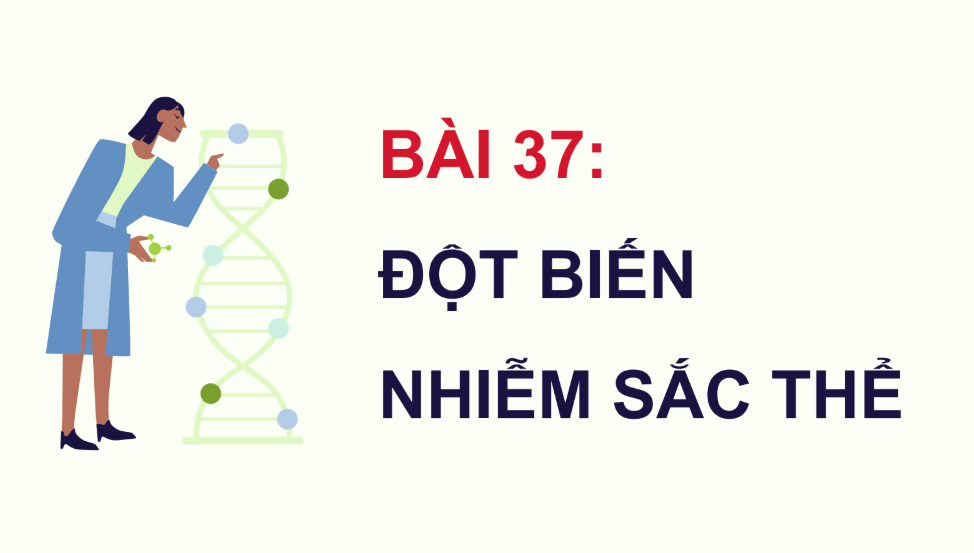 BÀI 37:
ĐỘT BIẾN
NHIỄM SẮC THỂ